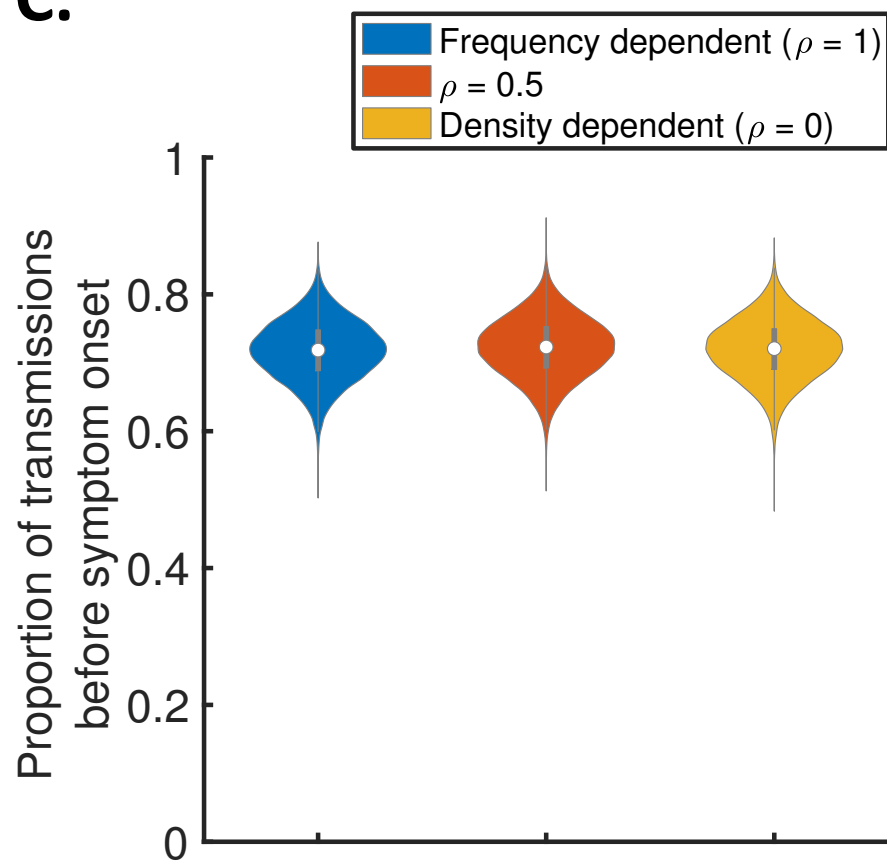 C.
Frequency dependent (ρ = 1)
ρ = 0.5
Density dependent (ρ = 0)
Proportion of transmissions
before symptom onset
1
0.8
0.6
0.4
0.2
0